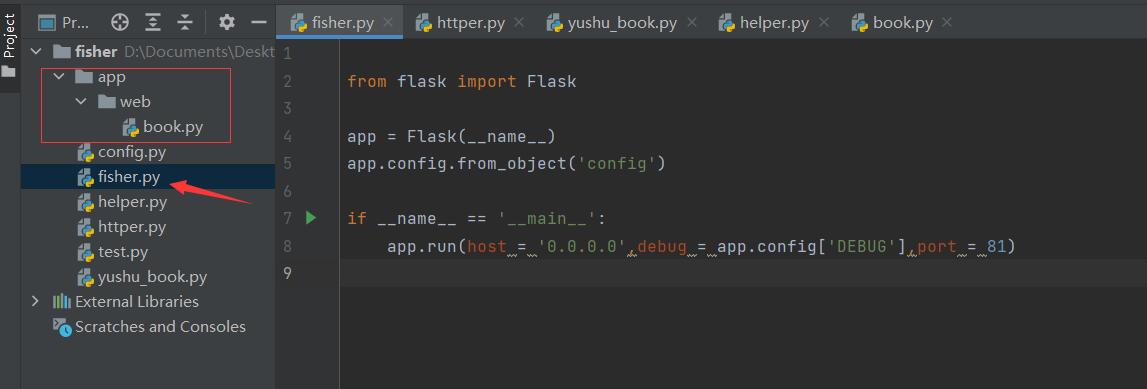 Project
Pr...
fisher.py
httper.py
yushu_book.py
helper.py
book.py
fisher D:\Documents\Deskt
app
web
book.py
config.py
fisher.py
helper.py
httper.py
test.py
yushu_book.py
External Libraries
Scratches and Consoles
1
2 from flask import Flask
3
4 app = Flask(__name__)
5 app.config.from_object('config')
6
7 if __name__ == '__main__':
8 app.run(host = '0.0.0.0',debug = app.config['DEBUG'],port = 81)
9